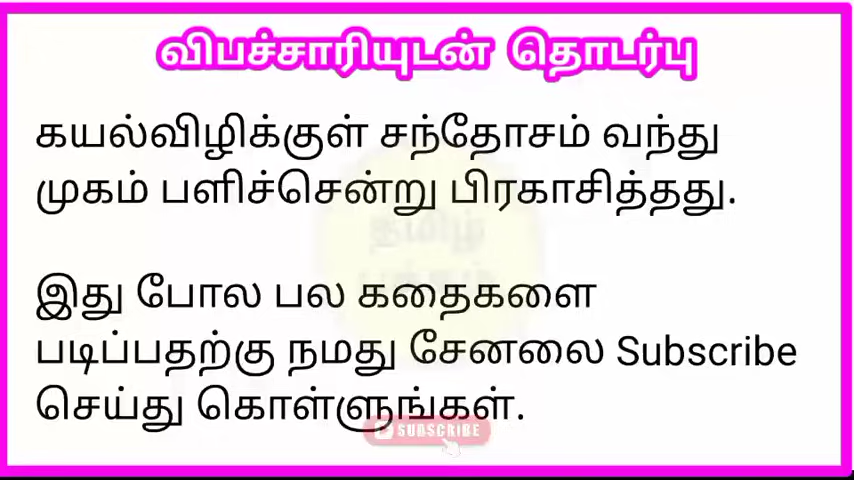 விபச்சாரியுடன் தொடர்பு
கயல்விழிக்குள் சந்தோசம் வந்து
முகம் பளிச்சென்று பிரகாசித்தது.
தமிழ்
இது போல பல கதைகளை
படிப்பதற்கு நமது சேனலை Subscribe
செய்து கொள்ளுங்கள்.
SUBSCRIBE